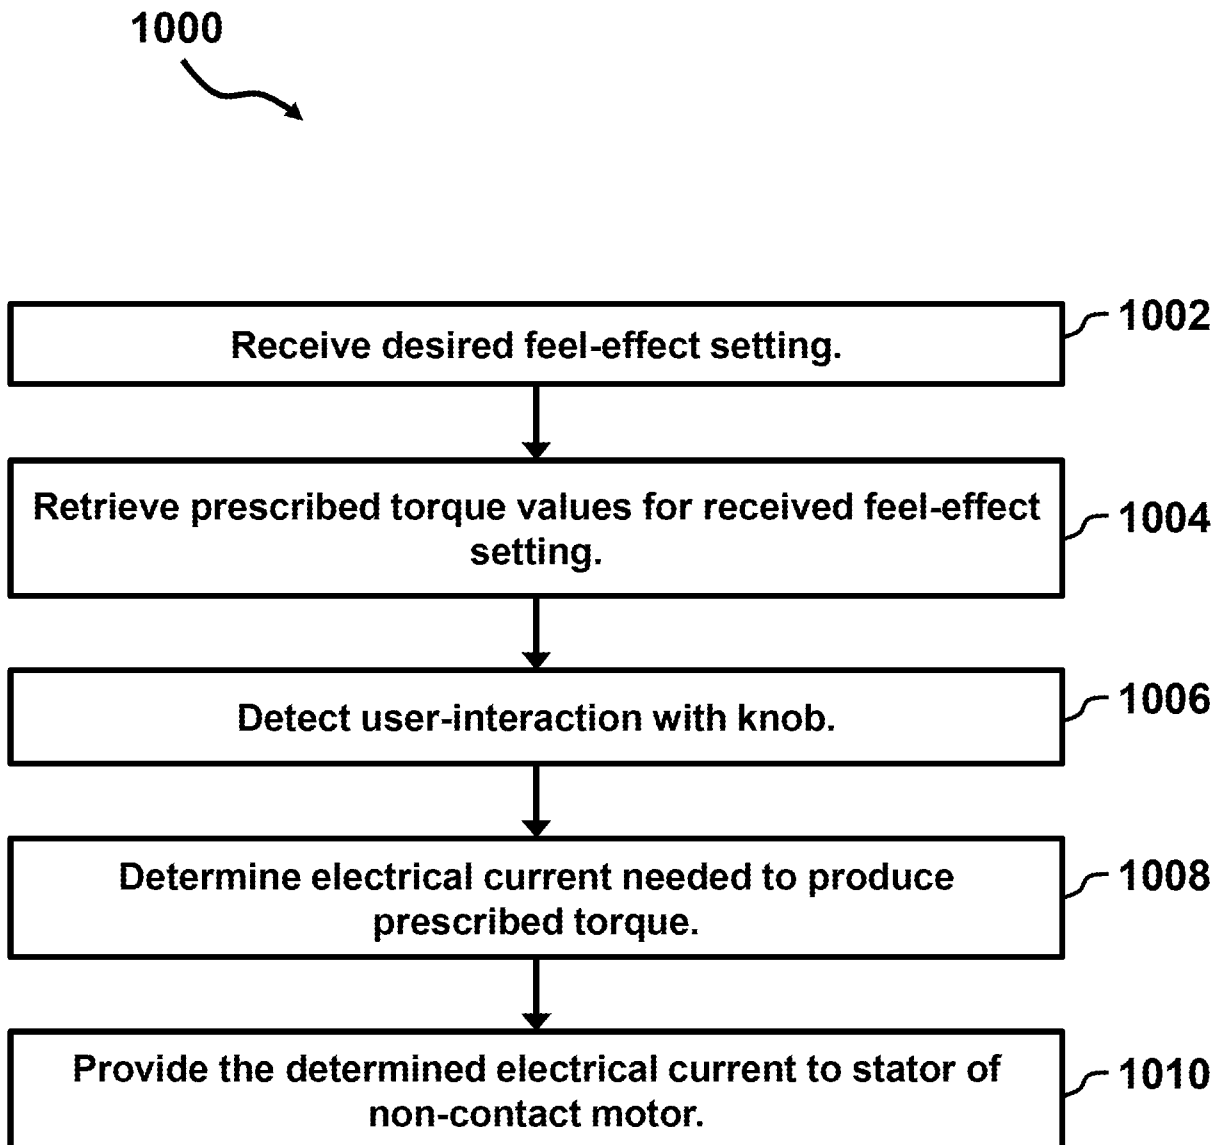 1000
Receive desired feel-effect setting.
1002
Retrieve prescribed torque values for received feel-effect
setting.
1004
Detect user-interaction with knob.
1006
Determine electrical current needed to produce
prescribed torque.
1008
Provide the determined electrical current to stator of
non-contact motor.
1010